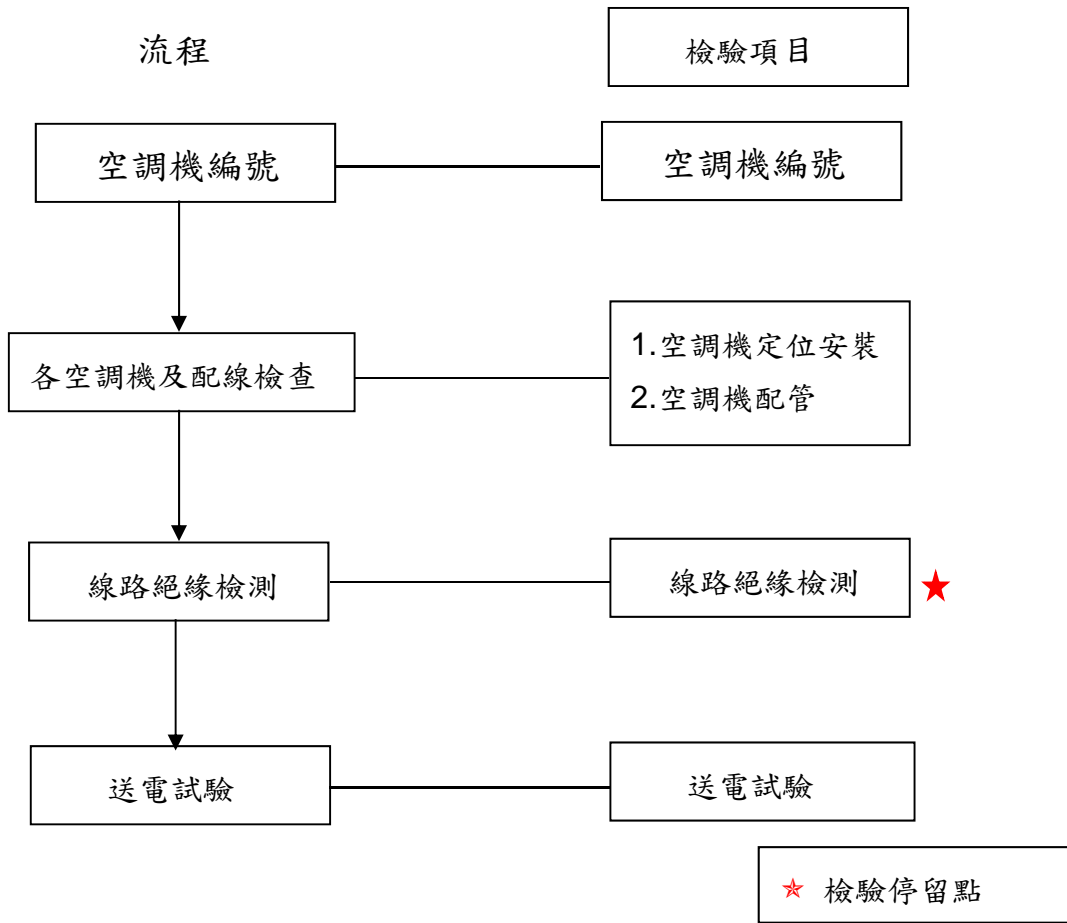 流程
檢驗項目
空調機編號
空調機編號
各空調機及配線檢查
1.空調機定位安裝
2.空調機配管
線路絕緣檢測
線路絕緣檢測
送電試驗
送電試驗
檢驗停留點